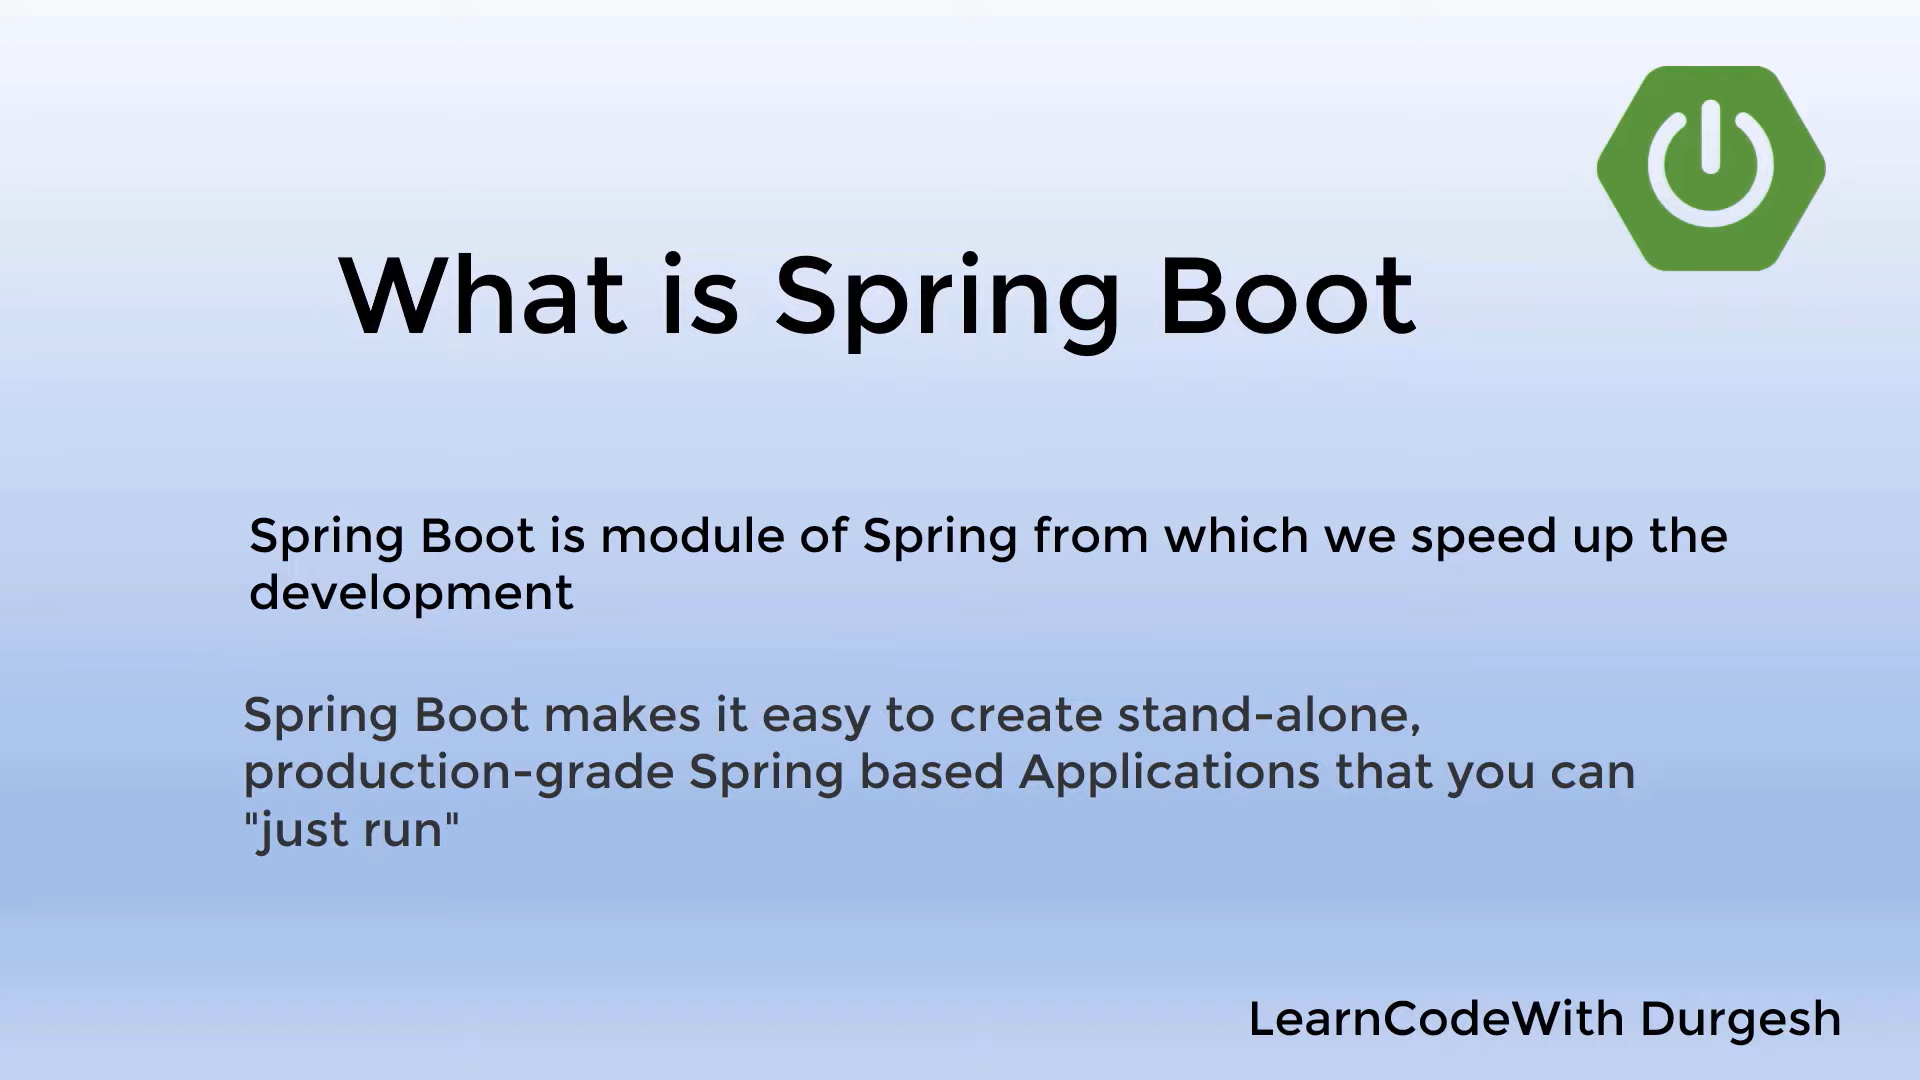 What is Spring Boot
Spring Boot is module of Spring from which we speed up the
development
Spring Boot makes it easy to create stand-alone,
production-grade Spring based Applications that you can
"just run"
LearnCodeWith Durgesh